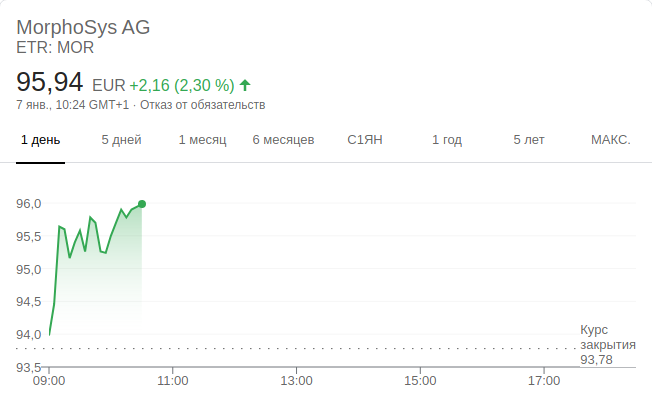 MorphoSys AG
ETR: MOR
95,94 EUR +2,16 (2,30 %)
7 янв., 10:24 GMT+1 · Отказ от обязательств
1 день 5 дней 1 месяц 6 месяцев С1ЯН 1 год 5 лет МАКС.
96,0
95,5
95,0
94,5
94,0
93,5
Курс
закрытия
93,78
09:00 11:00 13:00 15:00 17:00